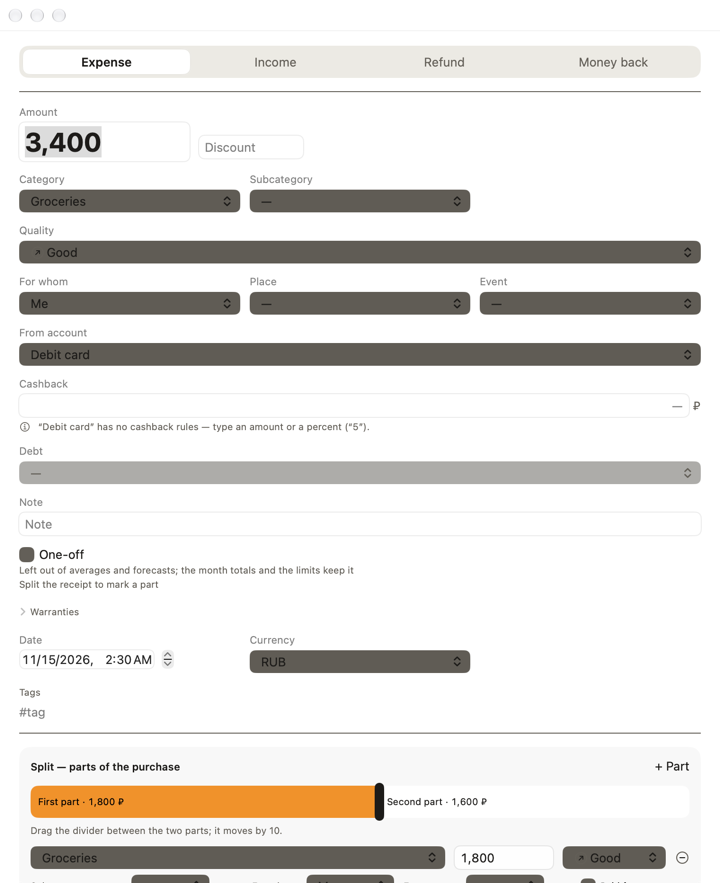 Expense
Income
Refund
Money back
Amount
3,400
Discount
Category
Subcategory
Groceries
—
Quality
Good
For whom
Place
Event
Me
—
—
From account
Debit card
Cashback
— ₽
"Debit card" has no cashback rules — type an amount or a percent ("5").
Debt
—
Note
Note
One-off
Left out of averages and forecasts; the month totals and the limits keep it
Split the receipt to mark a part
Warranties
Date
Currency
11/15/2026, 2:30 AM
RUB
Tags
#tag
Split — parts of the purchase
+ Part
First part · 1,800 ₽
Second part · 1,600 ₽
Drag the divider between the two parts; it moves by 10.
Groceries
1,800
Good